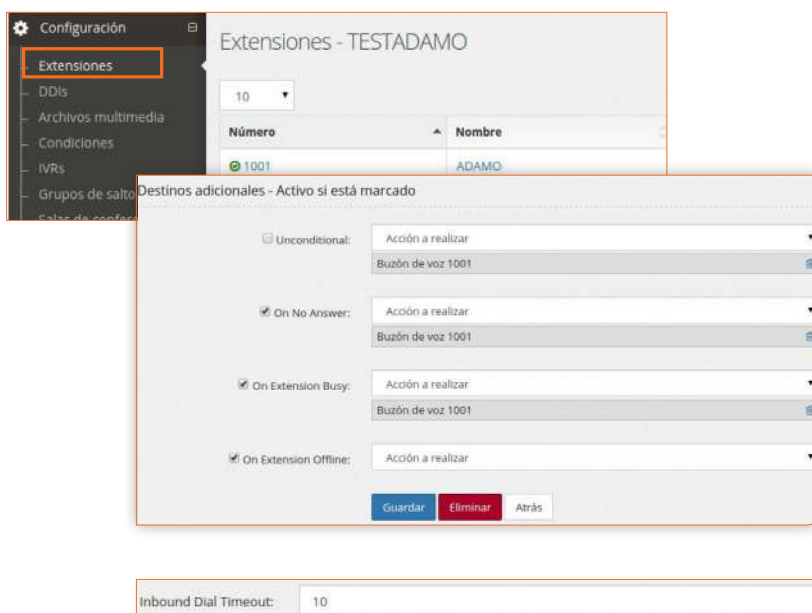 Configuración
Extensiones
DDIs
Archivos multimedia
Condiciones
IVRs
Grupos de salto
Extensiones - TESTADAMO
10
Número Nombre
1001 ADAMO
Destinos adicionales - Activo si está marcado
Unconditional: Acción a realizar
Buzón de voz 1001
On No Answer: Acción a realizar
Buzón de voz 1001
On Extension Busy: Acción a realizar
Buzón de voz 1001
On Extension Offline: Acción a realizar
Guardar Eliminar Atrás
Inbound Dial Timeout: 10